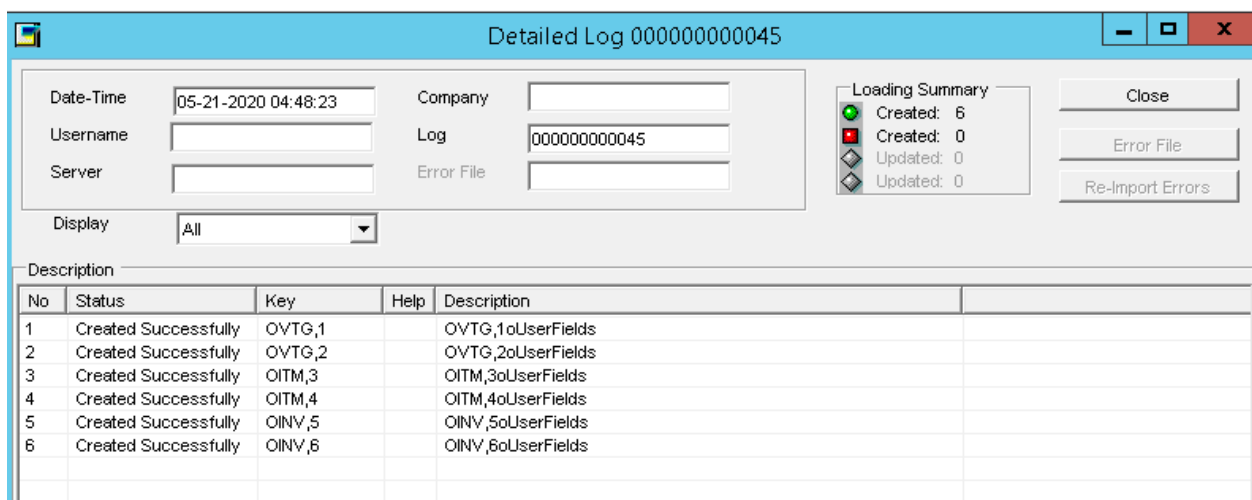 Detailed Log 000000000045
Date-Time 05-21-2020 04:48:23 Company Loading Summary Close
Created: 6
Username Log 000000000045 Created: 0 Error File
Updated: 0
Server Error File Updated: 0 Re-Import Errors
Display All
Description
No Status Key Help Description
1 Created Successfully OVTG,1 OVTG,1oUserFields
2 Created Successfully OVTG,2 OVTG,2oUserFields
3 Created Successfully OITM,3 OITM,3oUserFields
4 Created Successfully OITM,4 OITM,4oUserFields
5 Created Successfully OINV,5 OINV,5oUserFields
6 Created Successfully OINV,6 OINV,6oUserFields